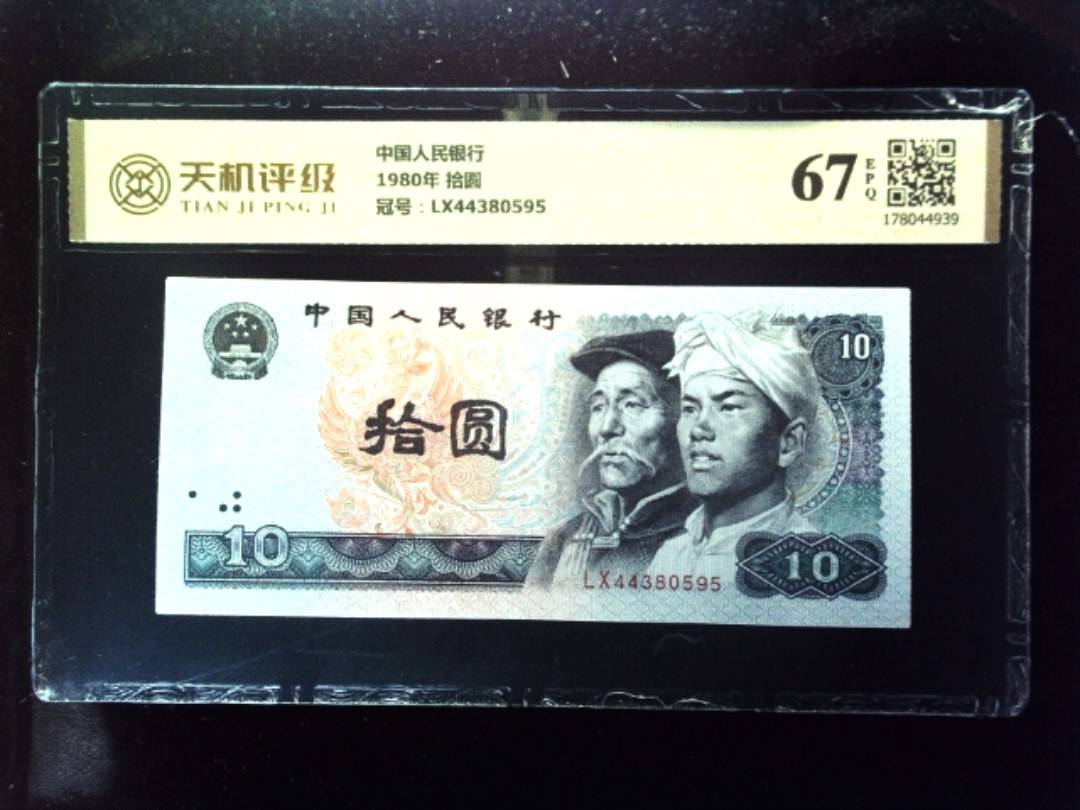 天机评级
TIAN JI PING JI
中国人民银行
1980年 拾圆
冠号：LX44380595
67
EPQ
178044939
中国人民银行
10
拾圆
10
LX44380595
10